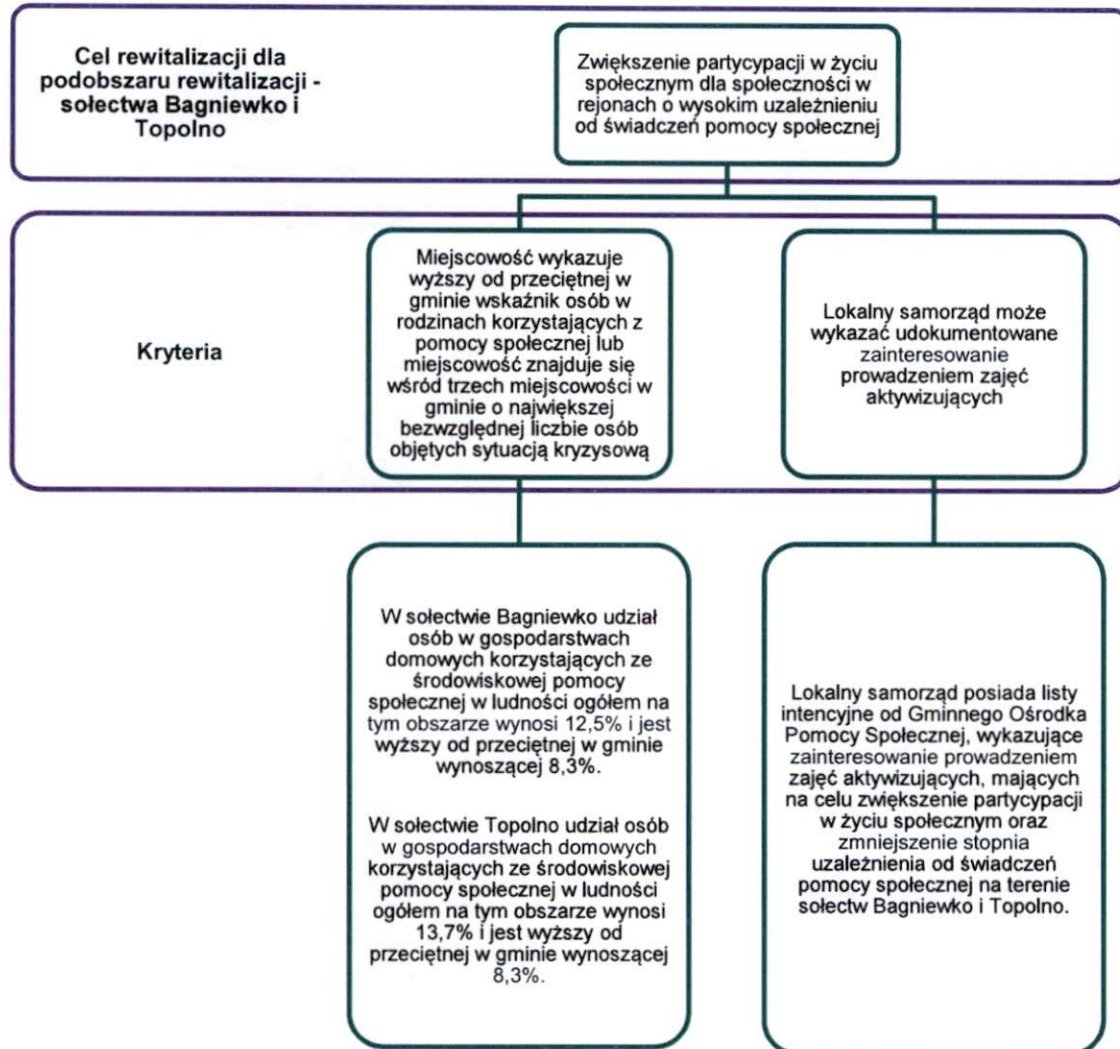 Cel rewitalizacji dla
podobszaru rewitalizacji -
sołectwa Bagniewko i
Topolno
Zwiększenie partycypacji w życiu
społecznym dla społeczności w
rejonach o wysokim uzależnieniu
od świadczeń pomocy społecznej
Kryteria
Miejscowość wykazuje
wyższy od przeciętnej w
gminie wskaźnik osób w
rodzinach korzystających z
pomocy społecznej lub
miejscowość znajduje się
wśród trzech miejscowości w
gminie o największej
bezwzględnej liczbie osób
objętych sytuacją kryzysową
Lokalny samorząd może
wykazać udokumentowane
zainteresowanie
prowadzeniem zajęć
aktywizujących
W sołectwie Bagniewko udział
osób w gospodarstwach
domowych korzystających ze
środowiskowej pomocy
społecznej w ludności ogółem na
tym obszarze wynosi 12,5% i jest
wyższy od przeciętnej w gminie
wynoszącej 8,3%.
W sołectwie Topolno udział osób
w gospodarstwach domowych
korzystających ze środowiskowej
pomocy społecznej w ludności
ogółem na tym obszarze wynosi
13,7% i jest wyższy od
przeciętnej w gminie wynoszącej
8,3%.
Lokalny samorząd posiada listy
intencyjne od Gminnego Ośrodka
Pomocy Społecznej, wykazujące
zainteresowanie prowadzeniem
zajęć aktywizujących, mających
na celu zwiększenie partycypacji
w życiu społecznym oraz
zmniejszenie stopnia
uzależnienia od świadczeń
pomocy społecznej na terenie
sołectw Bagniewko i Topolno.